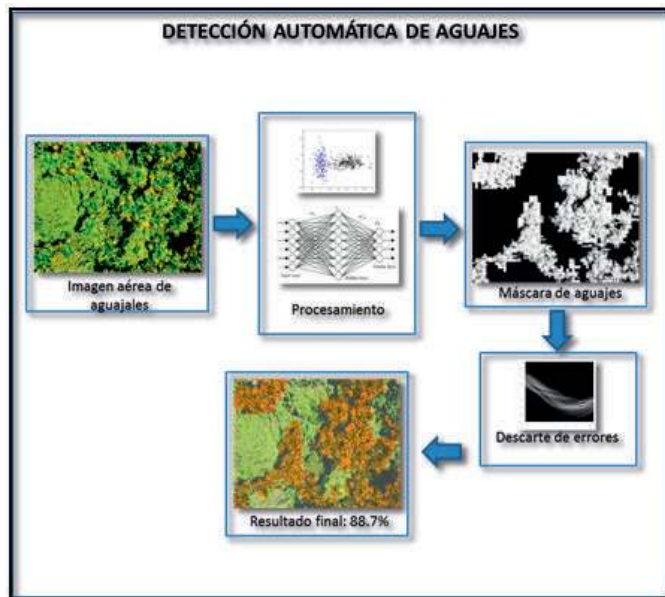 DETECCIÓN AUTOMÁTICA DE AGUAJES
Imagen aérea de
aguajales
Procesamiento
Máscara de aguajes
Descarte de errores
Resultado final: 88.7%